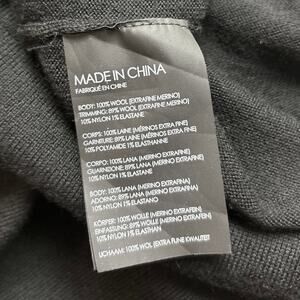 MADE IN CHINA
FABRIQUÉ EN CHINE
BODY: 100% WOOL (EXTRAFINE MERINO)
TRIMMING: 89% WOOL (EXTRAFINE MERINO)
10% NYLON 1% ELASTANE
CORPS: 100% LAINE (MÉRINOS EXTRA FINE)
GARNITURE: 89% LAINE (MÉRINOS EXTRA FINE)
10% POLYAMIDE 1% ELASTHANNE
CORPO: 100% LANA (MERINO EXTRAFINE)
GUARNIZIONE: 89% LANA (MERINO EXTRAFINE)
10% NYLON 1% ELASTAN
BODY: 100% LANA (MERINO EXTRAFINA)
ADORNO: 89% LANA (MERINO EXTRAFINA)
10% NYLON 1% ELASTANO
KÖRPER: 100% WOLLE (MERINO EXTRAFEIN)
EINFASSUNG: 89% WOLLE (MERINO EXTRAFEIN)
10% NYLON 1% ELASTHAN
LICHAAM: 100% WOL (EXTRA FIJNE KWALITEIT